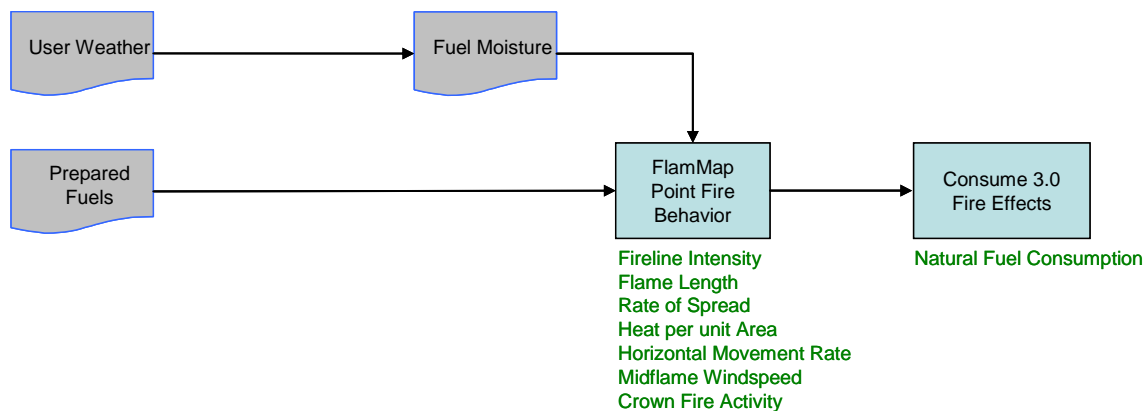 User Weather
Fuel Moisture
Prepared
Fuels
FlamMap
Point Fire
Behavior
Consume 3.0
Fire Effects
Fireline Intensity
Flame Length
Rate of Spread
Heat per unit Area
Horizontal Movement Rate
Midflame Windspeed
Crown Fire Activity
Natural Fuel Consumption